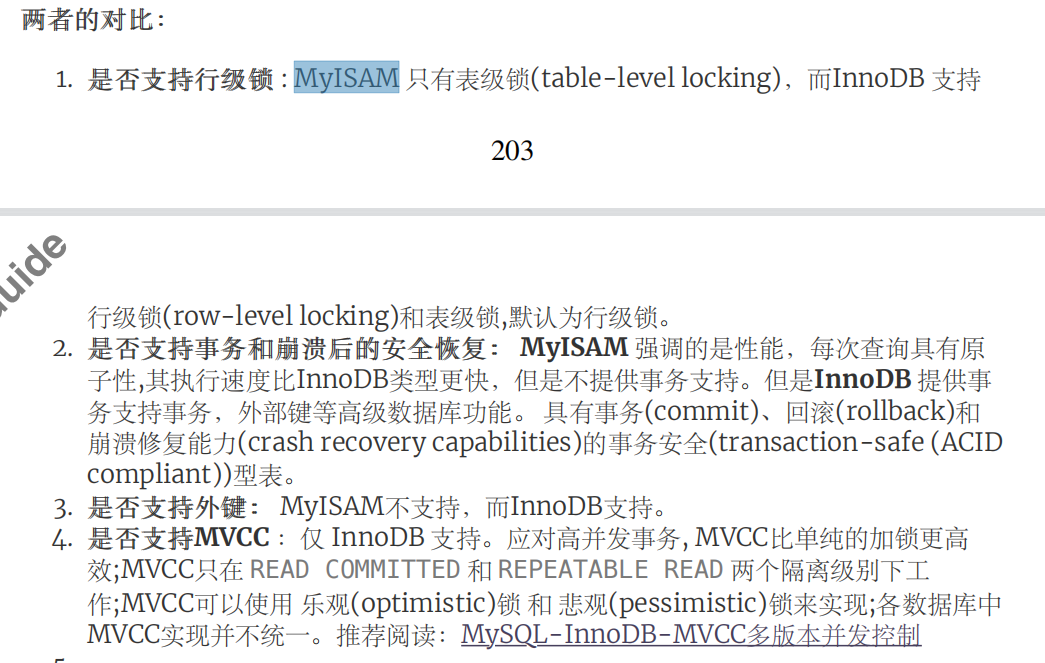 两者的对比：
1. 是否支持行级锁 : MyISAM 只有表级锁(table-level locking)，而InnoDB 支持
203
uide
行级锁(row-level locking)和表级锁,默认为行级锁。
2. 是否支持事务和崩溃后的安全恢复： MyISAM 强调的是性能，每次查询具有原
子性,其执行速度比InnoDB类型更快，但是不提供事务支持。但是InnoDB 提供事
务支持事务，外部键等高级数据库功能。 具有事务(commit)、回滚(rollback)和
崩溃修复能力(crash recovery capabilities)的事务安全(transaction-safe (ACID
compliant))型表。
3. 是否支持外键： MyISAM不支持，而InnoDB支持。
4. 是否支持MVCC ：仅 InnoDB 支持。应对高并发事务, MVCC比单纯的加锁更高
效;MVCC只在 READ COMMITTED 和 REPEATABLE READ 两个隔离级别下工
作;MVCC可以使用 乐观(optimistic)锁 和 悲观(pessimistic)锁来实现;各数据库中
MVCC实现并不统一。推荐阅读：MySQL-InnoDB-MVCC多版本并发控制